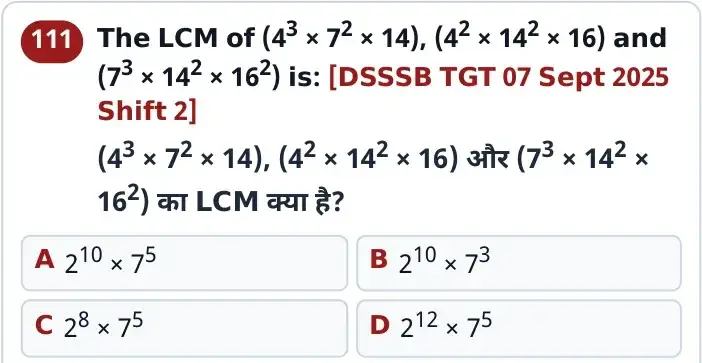 111 The LCM of (4³ × 7² × 14), (4² × 14² × 16) and
(7³ × 14² × 16²) is: [DSSSB TGT 07 Sept 2025
Shift 2]
(4³ × 7² × 14), (4² × 14² × 16) और (7³ × 14² ×
16²) का LCM क्या है?
A 2¹⁰ × 7⁵
B 2¹⁰ × 7³
C 2⁸ × 7⁵
D 2¹² × 7⁵